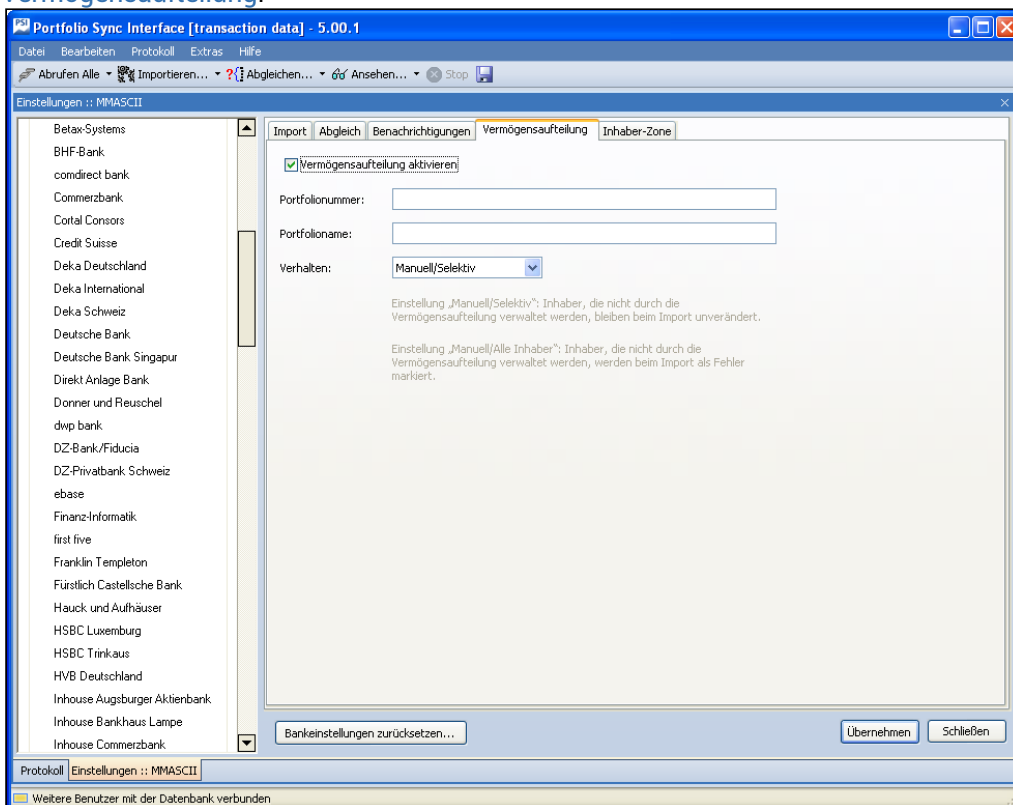 Vermögensaufteilung.
Portfolio Sync Interface [transaction data] - 5.00.1
Datei Bearbeiten Protokoll Extras Hilfe
Abrufen Alle Importieren... Abgleichen... Ansehen... Stop
Einstellungen :: MMASCII
Betax-Systems
BHF-Bank
comdirect bank
Commerzbank
Cortal Consors
Credit Suisse
Deka Deutschland
Deka International
Deka Schweiz
Deutsche Bank
Deutsche Bank Singapur
Direkt Anlage Bank
Donner und Reuschel
dwp bank
DZ-Bank/Fiducia
DZ-Privatbank Schweiz
ebase
Finanz-Informatik
first five
Franklin Templeton
Fürstlich Castellsche Bank
Hauck und Aufhäuser
HSBC Luxemburg
HSBC Trinkaus
HVB Deutschland
Inhouse Augsburger Aktienbank
Inhouse Bankhaus Lampe
Inhouse Commerzbank
Import Abgleich Benachrichtigungen Vermögensaufteilung Inhaber-Zone
Vermögensaufteilung aktivieren
Portfolionummer:
Portfolioname:
Verhalten: Manuell/Selektiv
Einstellung „Manuell/Selektiv“: Inhaber, die nicht durch die
Vermögensaufteilung verwaltet werden, bleiben beim Import unverändert.
Einstellung „Manuell/Alle Inhaber“: Inhaber, die nicht durch die
Vermögensaufteilung verwaltet werden, werden beim Import als Fehler
markiert.
Bankeinstellungen zurücksetzen... Übernehmen Schließen
Protokoll Einstellungen :: MMASCII
Weitere Benutzer mit der Datenbank verbunden